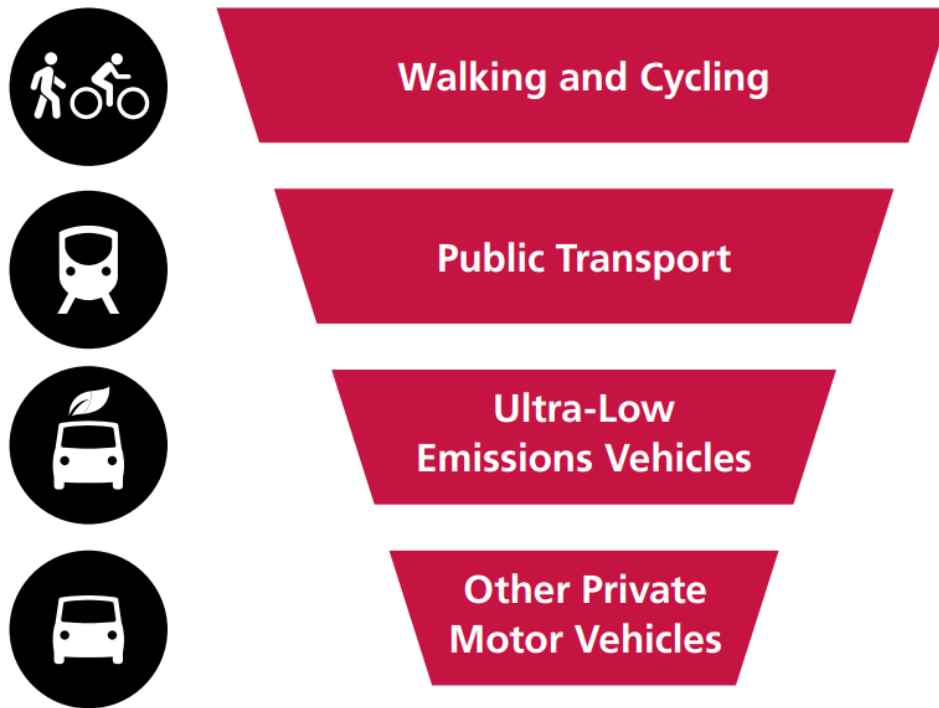 Walking and Cycling
Public Transport
Ultra-Low
Emissions Vehicles
Other Private
Motor Vehicles